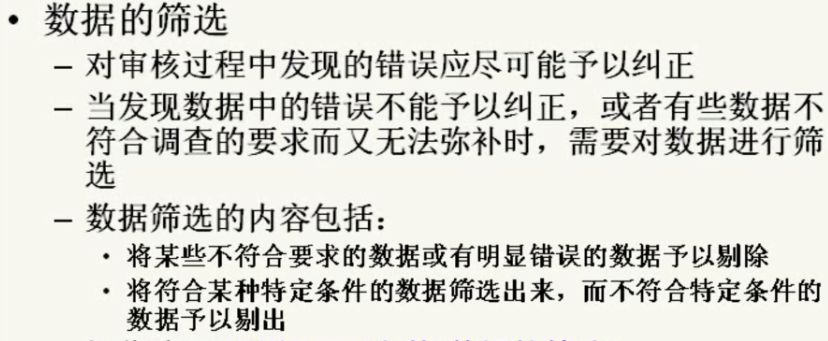 • 数据的筛选
– 对审核过程中发现的错误应尽可能予以纠正
– 当发现数据中的错误不能予以纠正，或者有些数据不
符合调查的要求而又无法弥补时，需要对数据进行筛
选
– 数据筛选的内容包括：
• 将某些不符合要求的数据或有明显错误的数据予以剔除
• 将符合某种特定条件的数据筛选出来，而不符合特定条件的
数据予以剔出